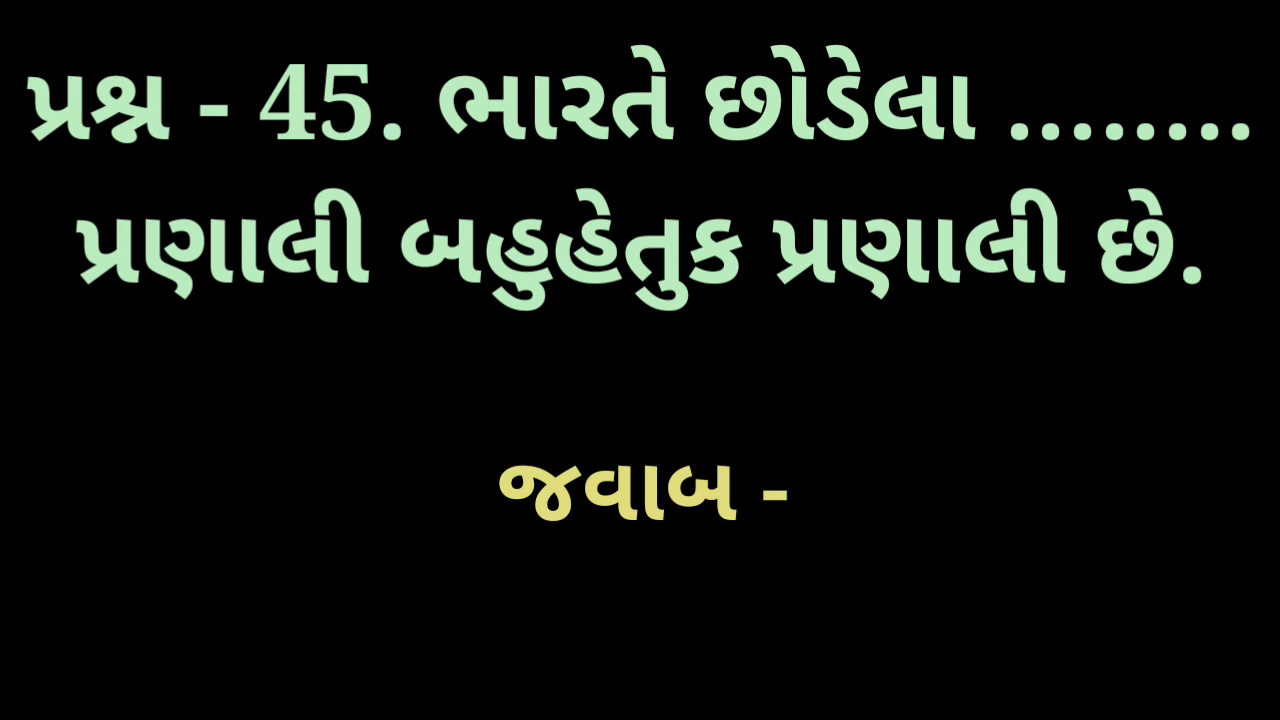 પ્રશ્ન - 45. ભારતે છોડેલા ........
પ્રણાલી બહુહેતુક પ્રણાલી છે.
જવાબ -